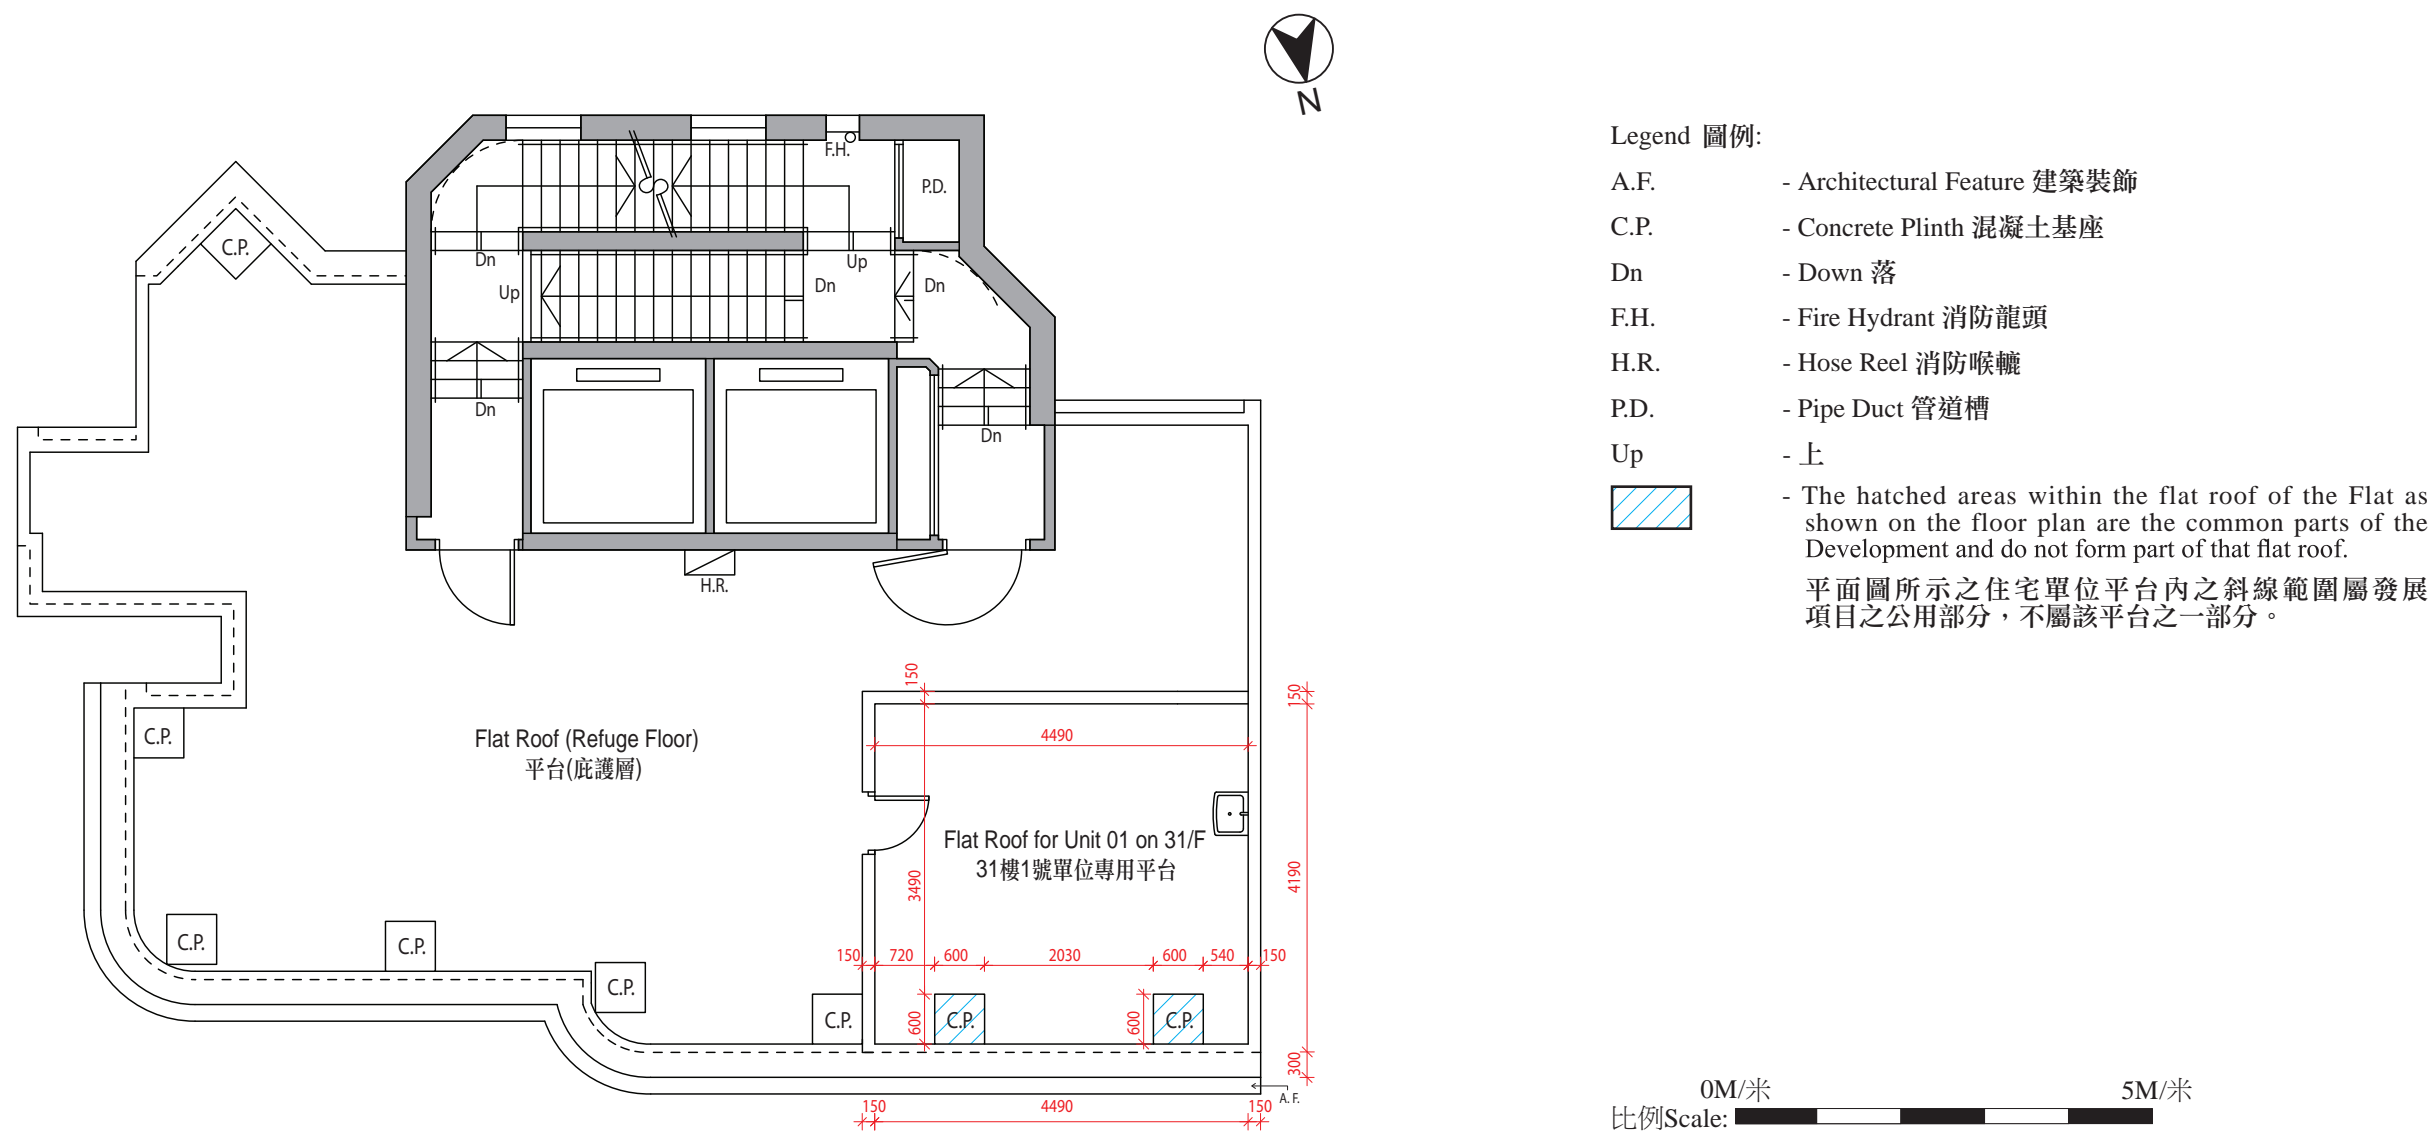 N
F.H.
P.D.
C.P.
Dn
Up
Up
Dn
Dn
Dn
Dn
H.R.
150
150
C.P.
Flat Roof (Refuge Floor)
平台(庇護層)
4490
Flat Roof for Unit 01 on 31/F
31樓1號單位專用平台
3490
4190
C.P.
C.P.
C.P.
150
720
600
2030
600
540
150
C.P.
600
C.P.
600
C.P.
300
A.F.
150
4490
150
Legend 圖例:
A.F. - Architectural Feature 建築裝飾
C.P. - Concrete Plinth 混凝土基座
Dn - Down 落
F.H. - Fire Hydrant 消防龍頭
H.R. - Hose Reel 消防喉轆
P.D. - Pipe Duct 管道槽
Up - 上
- The hatched areas within the flat roof of the Flat as
shown on the floor plan are the common parts of the
Development and do not form part of that flat roof.
平面圖所示之住宅單位平台內之斜線範圍屬發展
項目之公用部分，不屬該平台之一部分。
0M/米 5M/米
比例Scale: